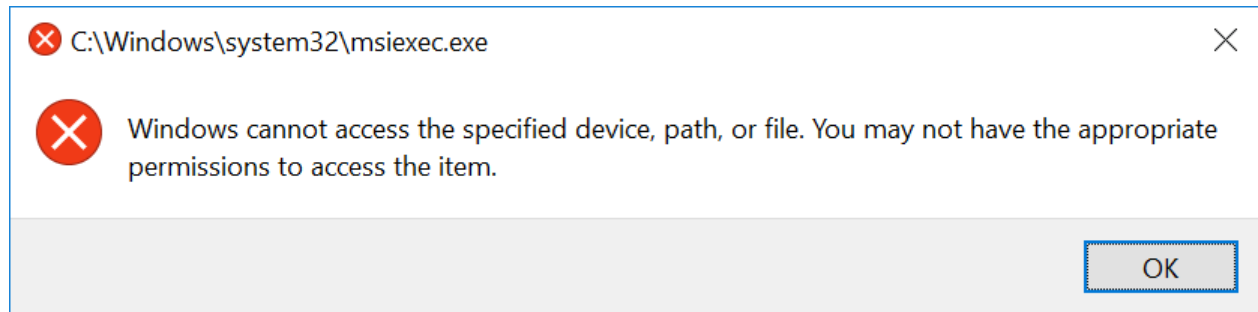 C:\Windows\system32\msiexec.exe
Windows cannot access the specified device, path, or file. You may not have the appropriate
permissions to access the item.
OK